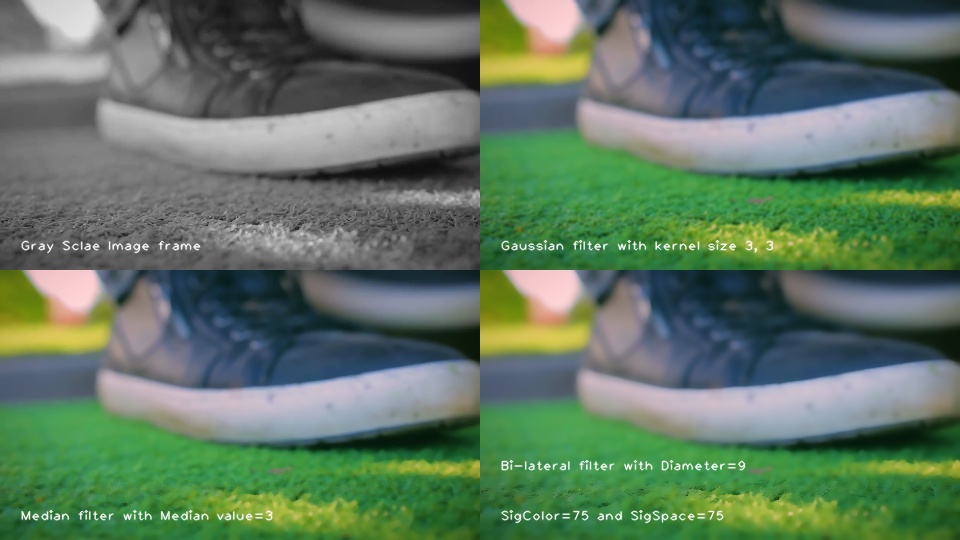 Gray Sclae Image frame
Gaussian filter with kernel size 3, 3
Median filter with Median value=3
Bi-lateral filter with Diameter=9
SigColor=75 and SigSpace=75